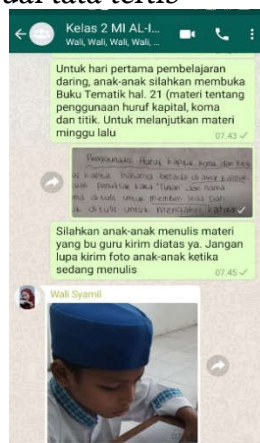 dan tata tertib
Kelas 2 MI AL-I...
Wali, Wali, Wali, Wali, ...
Untuk hari pertama pembelajaran
daring, anak-anak silahkan membuka
Buku Tematik hal. 21 (materi tentang
penggunaan huruf kapital, koma
dan titik. Untuk melanjutkan materi
minggu lalu
07.43
Penggunaan Huruf kapital, koma, dan
Silahkan anak-anak menulis materi
yang bu guru kirim diatas ya. Jangan
lupa kirim foto anak-anak ketika
sedang menulis
07.45
Wali Syamil